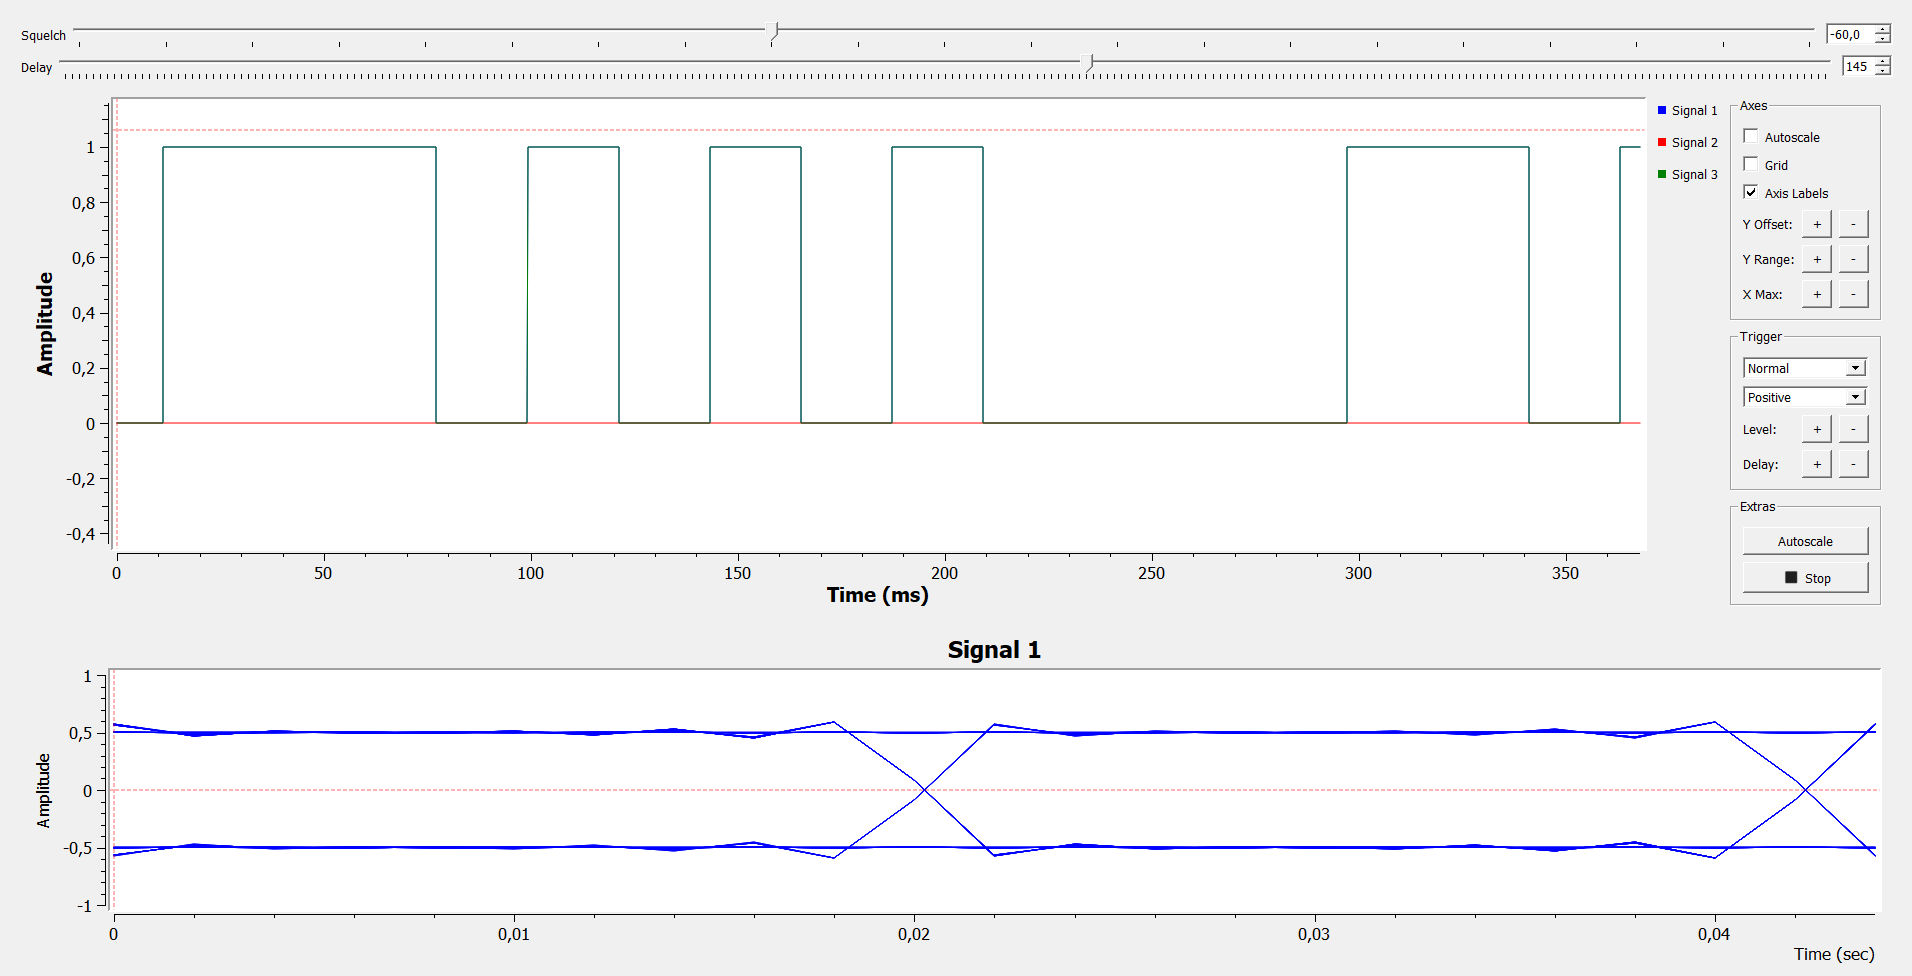 Squelch
-60,0
Delay
145
Signal 1
Signal 2
Signal 3
Axes
Autoscale
Grid
Axis Labels
Y Offset: + -
Y Range: + -
X Max: + -
Trigger
Normal
Positive
Level: + -
Delay: + -
Extras
Autoscale
Stop
Amplitude
1
0,8
0,6
0,4
0,2
0
-0,2
-0,4
0 50 100 150 200 250 300 350
Time (ms)
Signal 1
Amplitude
1
0,5
0
-0,5
-1
0 0,01 0,02 0,03 0,04
Time (sec)